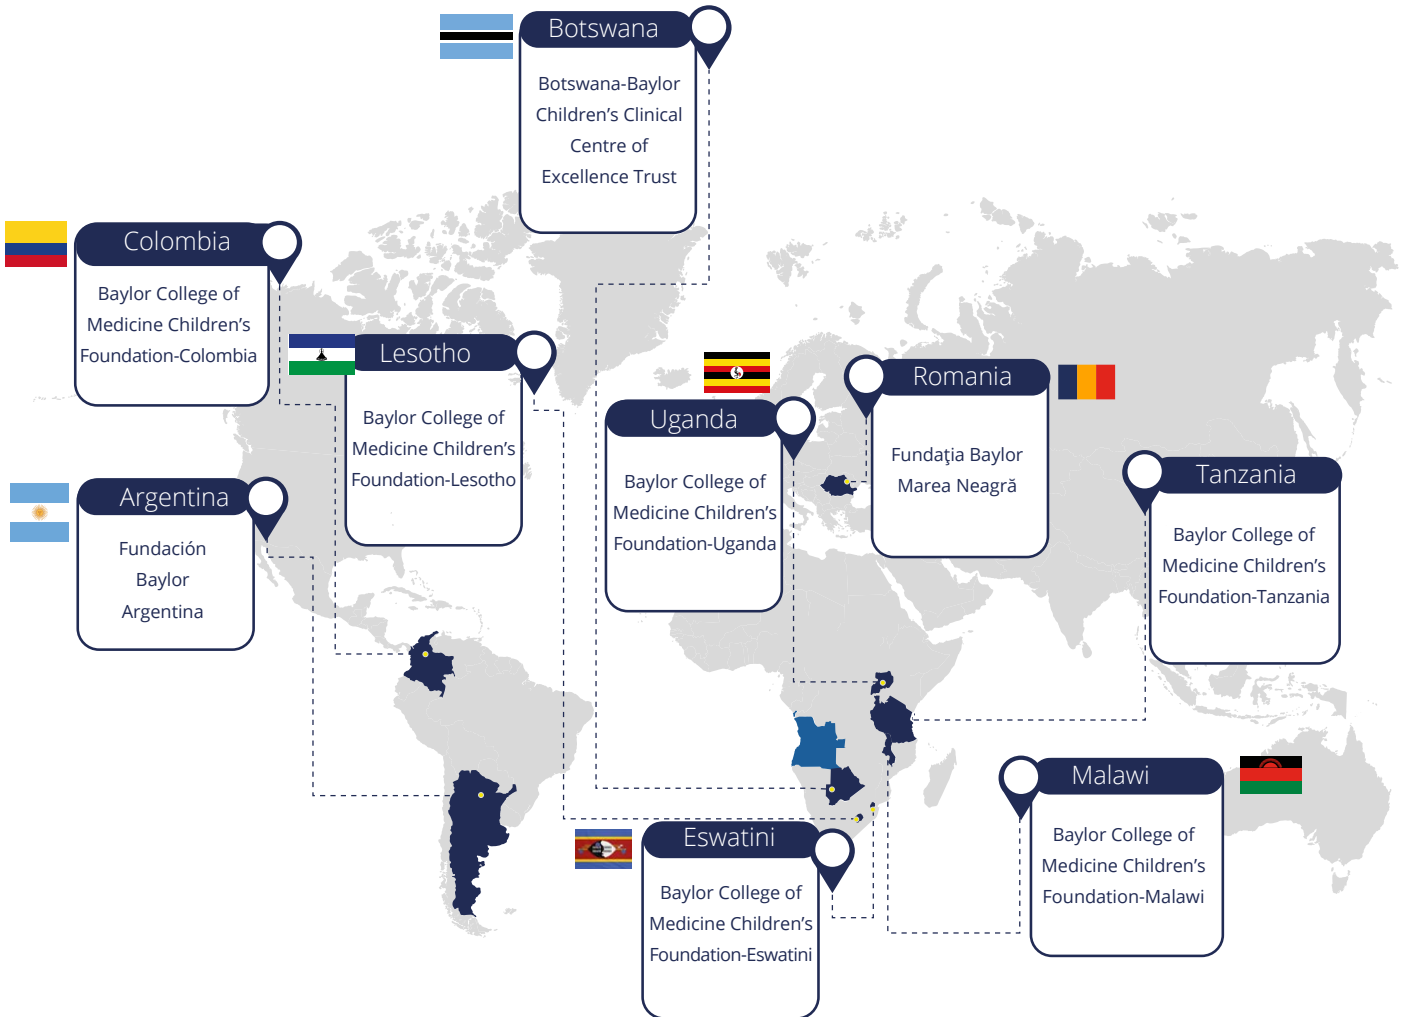 Botswana
Botswana-Baylor
Children’s Clinical
Centre of
Excellence Trust
Colombia
Baylor College of
Medicine Children’s
Foundation-Colombia
Lesotho
Baylor College of
Medicine Children’s
Foundation-Lesotho
Uganda
Baylor College of
Medicine Children’s
Foundation-Uganda
Romania
Fundaţia Baylor
Marea Neagră
Tanzania
Baylor College of
Medicine Children’s
Foundation-Tanzania
Argentina
Fundación
Baylor
Argentina
Malawi
Baylor College of
Medicine Children’s
Foundation-Malawi
Eswatini
Baylor College of
Medicine Children’s
Foundation-Eswatini